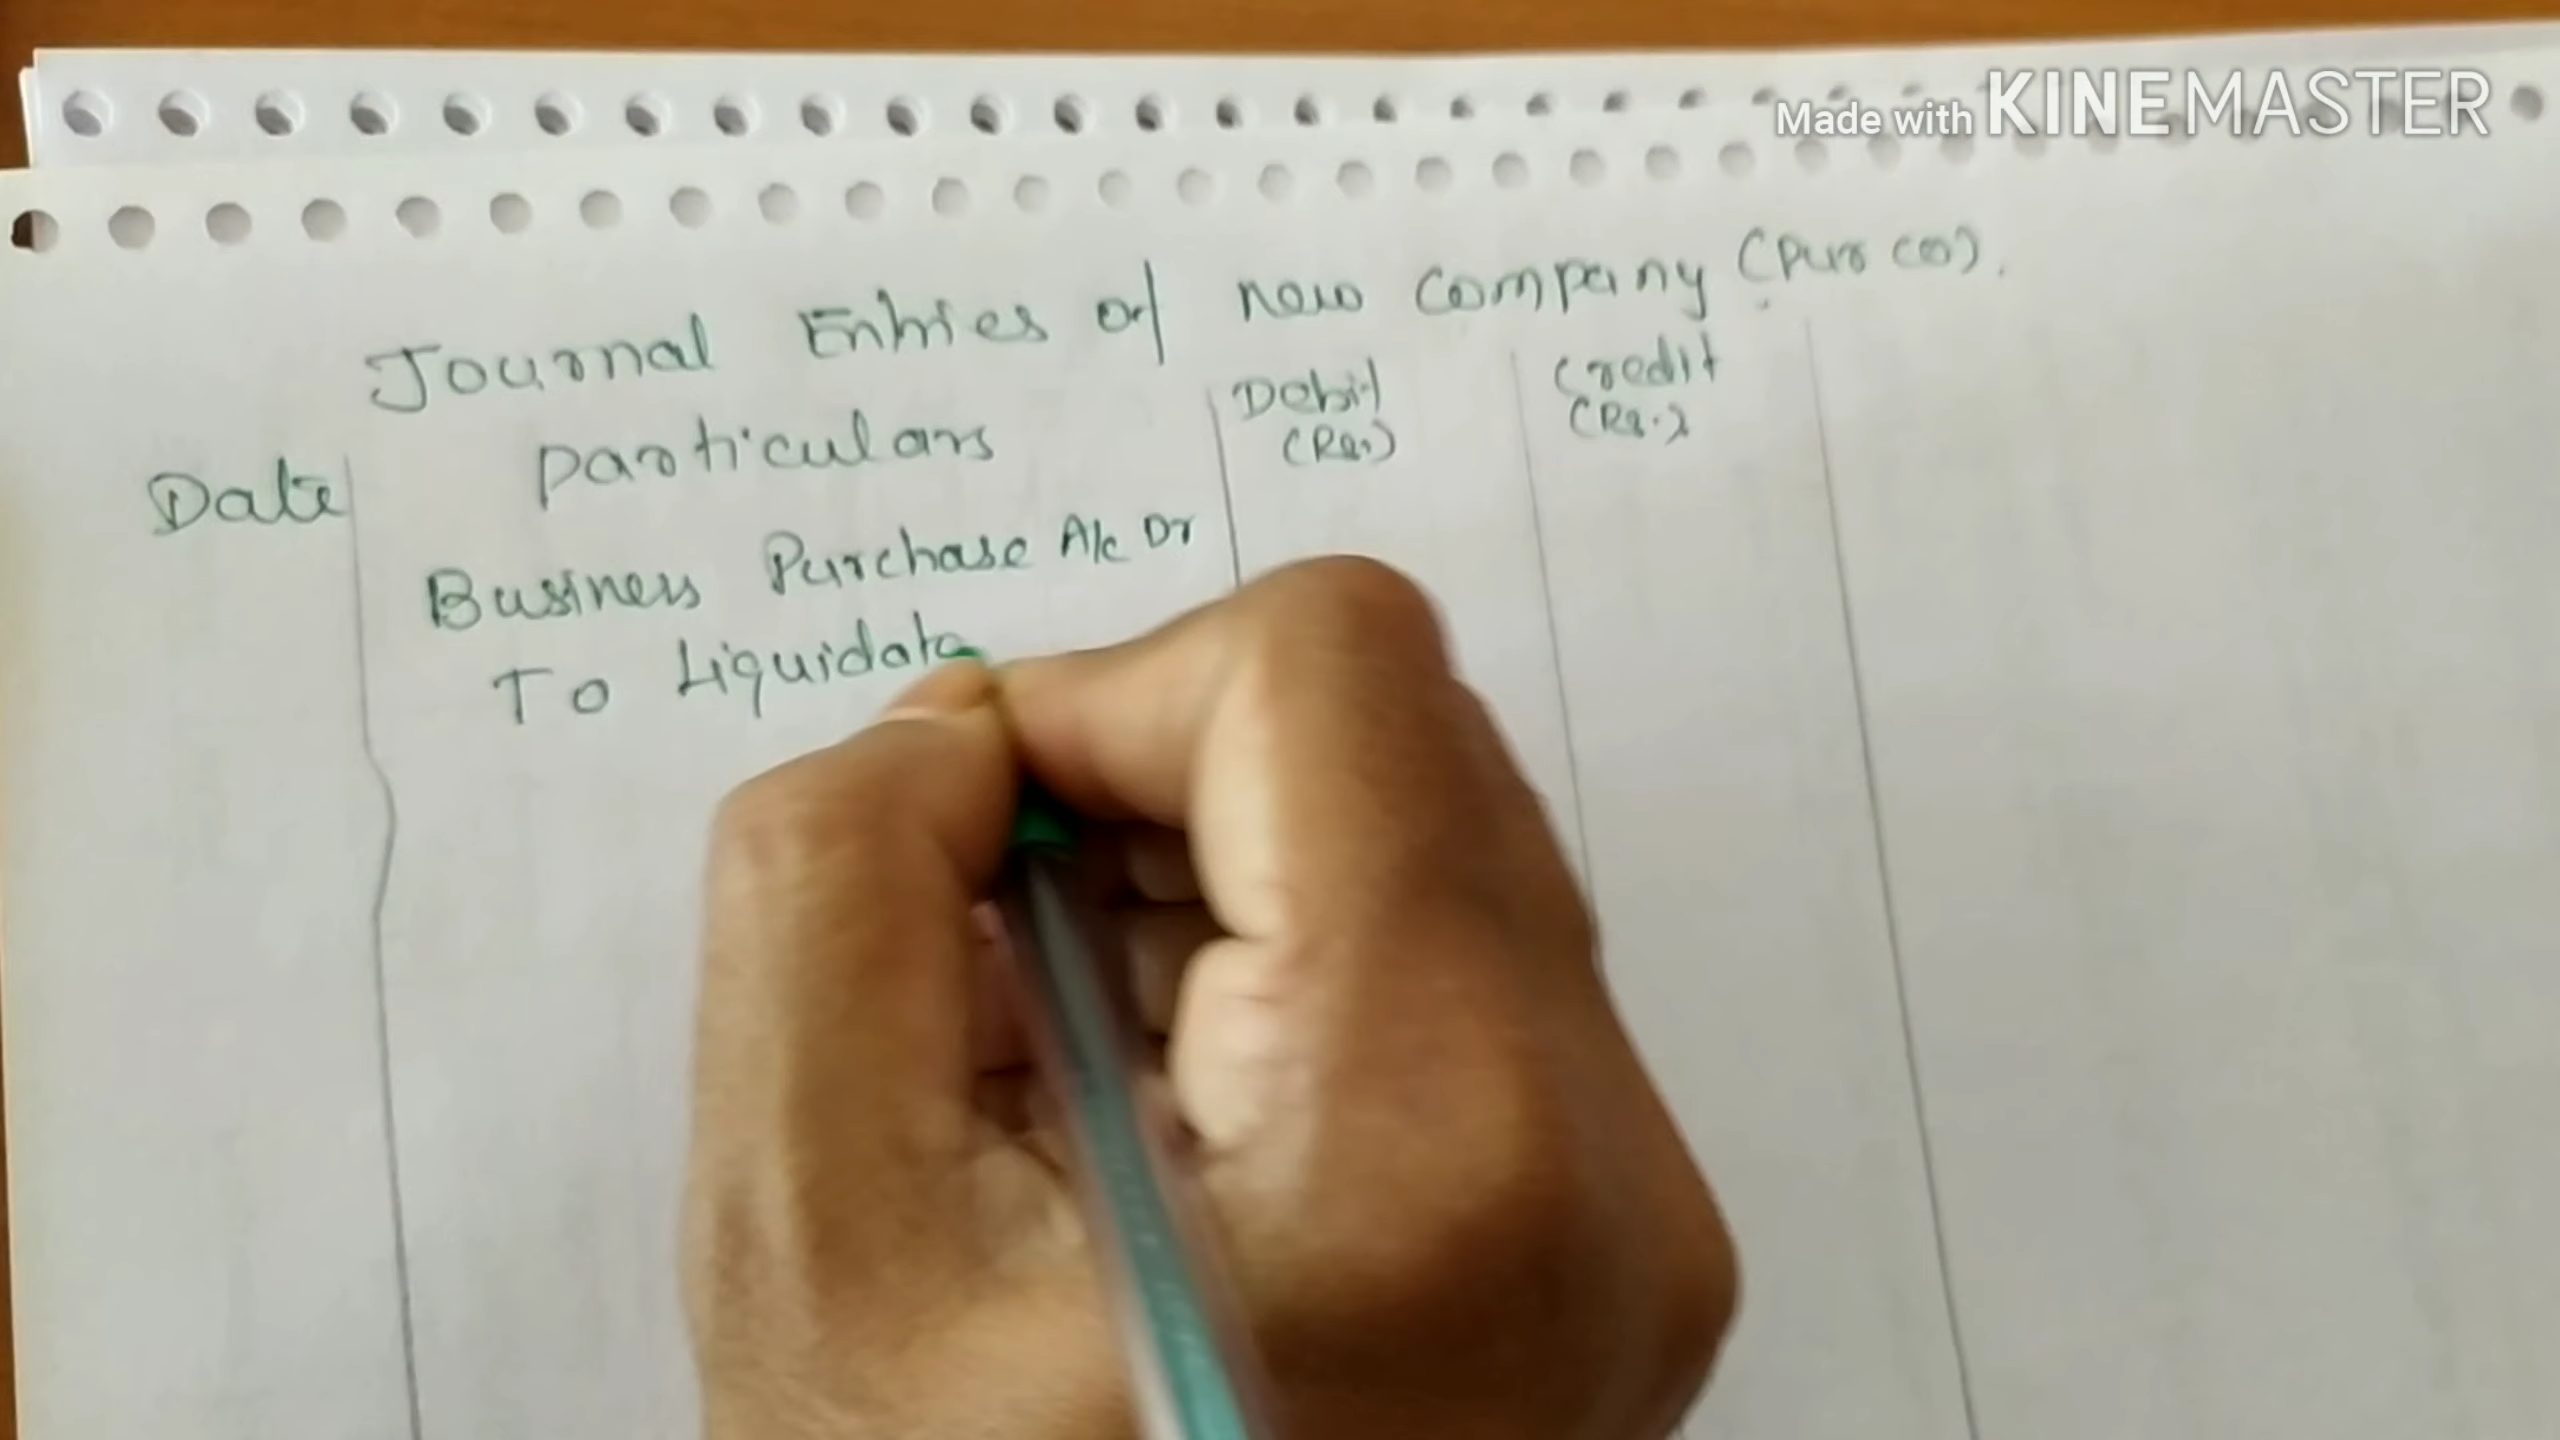 Made with KINEMASTER
Journal Entries of new company (Pur co).
Date particulars Debit (Rs.) Credit (Rs.)
Business Purchase A/c Dr
To Liquidato